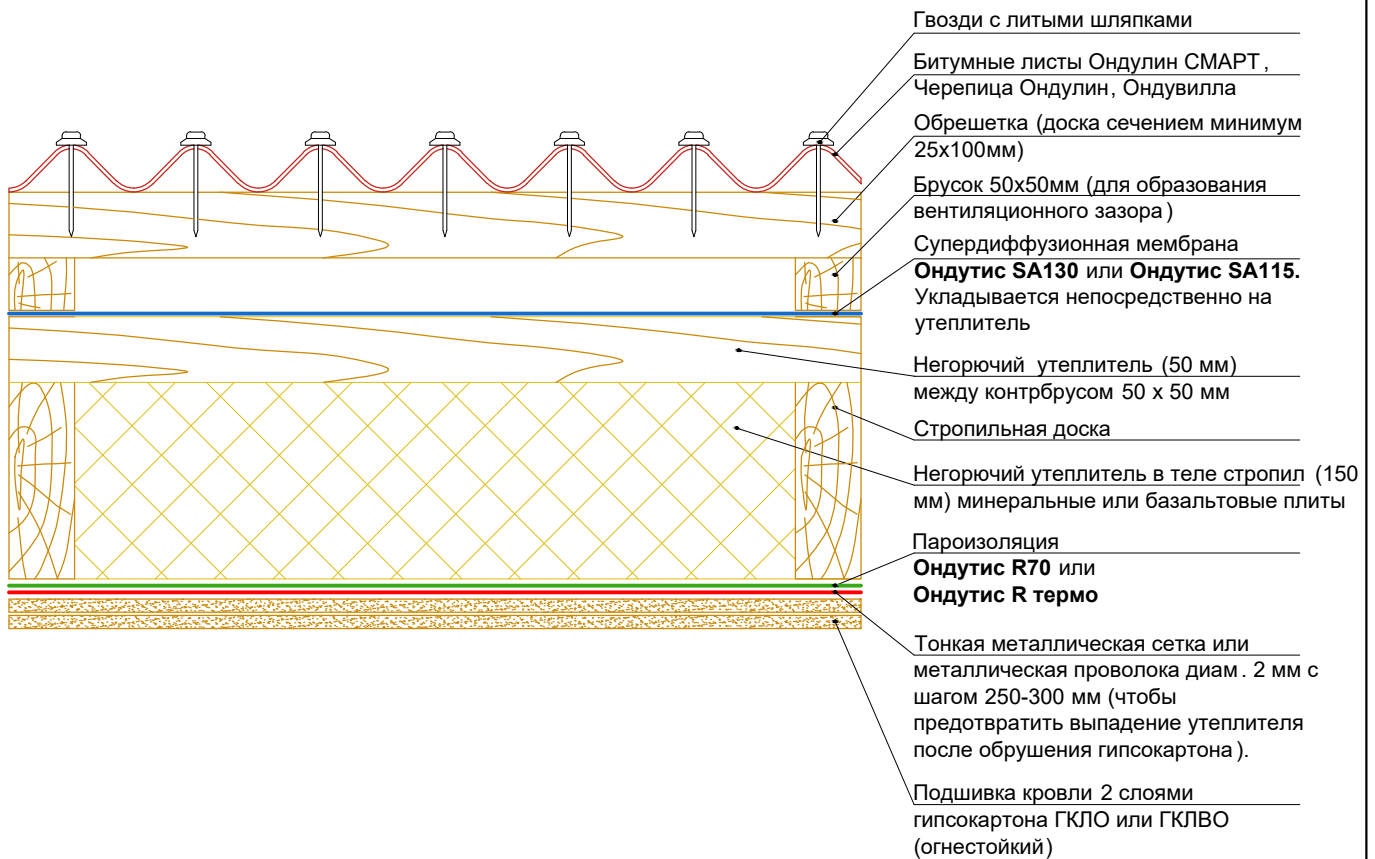 Гвозди с литыми шляпками
Битумные листы Ондулин СМАРТ,
Черепица Ондулин, Ондувилла
Обрешетка (доска сечением минимум
25х100мм)
Брусок 50х50мм (для образования
вентиляционного зазора)
Супердиффузионная мембрана
Ондутис SA130 или Ондутис SA115.
Укладывается непосредственно на
утеплитель
Негорючий утеплитель (50 мм)
между контрбрусом 50 х 50 мм
Стропильная доска
Негорючий утеплитель в теле стропил (150
мм) минеральные или базальтовые плиты
Пароизоляция
Ондутис R70 или
Ондутис R термо
Тонкая металлическая сетка или
металлическая проволока диам. 2 мм с
шагом 250-300 мм (чтобы
предотвратить выпадение утеплителя
после обрушения гипсокартона).
Подшивка кровли 2 слоями
гипсокартона ГКЛО или ГКЛВО
(огнестойкий)